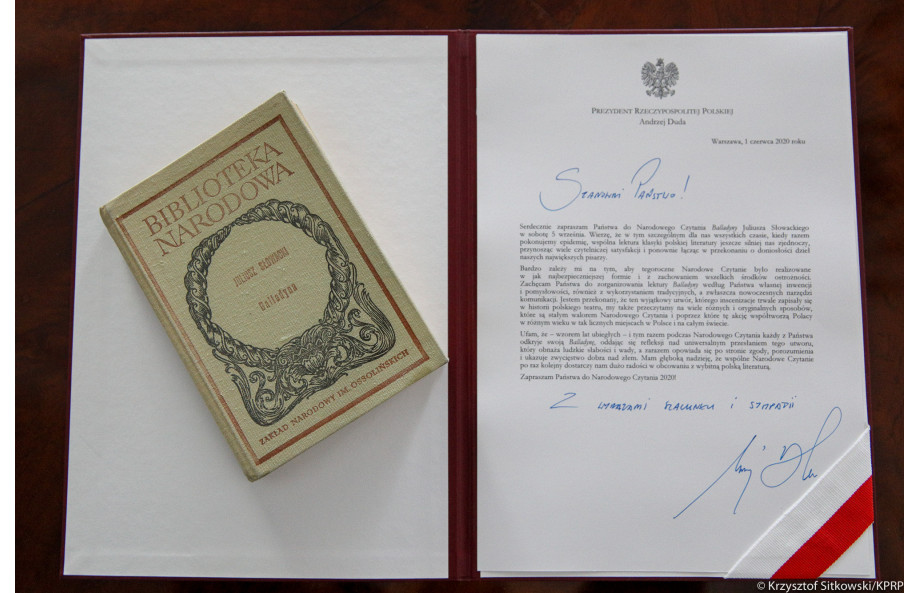 BIBLIOTEKA
NARODOWA
JULIUSZ SŁOWACKI
Balladyna
ZAKŁAD NARODOWY IM. OSSOLIŃSKICH
PREZYDENT RZECZYPOSPOLITEJ POLSKIEJ
Andrzej Duda
Warszawa, 1 czerwca 2020 roku
Szanowni Państwo!
Serdecznie zapraszam Państwa do Narodowego Czytania Balladyny Juliusza Słowackiego
w sobotę 5 września. Wierzę, że w tym szczególnym dla nas wszystkich czasie, kiedy razem
pokonujemy epidemię, wspólna lektura klasyki polskiej literatury jeszcze silniej nas zjednoczy,
przynosząc wiele czytelniczej satysfakcji i ponownie łącząc w przekonaniu o doniosłości dzieł
naszych największych pisarzy.
Bardzo zależy mi na tym, aby tegoroczne Narodowe Czytanie było realizowane
w jak najbezpieczniejszej formie i z zachowaniem wszelkich środków ostrożności.
Zachęcam Państwa do zorganizowania lektury Balladyny według Państwa własnej inwencji
i pomysłowości, również z wykorzystaniem tradycyjnych, a zwłaszcza nowoczesnych narzędzi
komunikacji. Jestem przekonany, że ten wyjątkowy utwór, którego inscenizacje trwale zapisały się
w historii polskiego teatru, my także przeczytamy na wiele różnych i oryginalnych sposobów,
które są stałym walorem Narodowego Czytania i poprzez które tę akcję współtworzą Polacy
w różnym wieku w tak licznych miejscach w Polsce i na całym świecie.
Ufam, że – wzorem lat ubiegłych – i tym razem podczas Narodowego Czytania każdy z Państwa
odkryje swoją Balladynę, oddając się refleksji nad uniwersalnym przesłaniem tego utworu,
który obnaża ludzkie słabości i wady, a zarazem opowiada się po stronie zgody, porozumienia
i ukazuje zwycięstwo dobra nad złem. Mam głęboką nadzieję, że wspólne Narodowe Czytanie
po raz kolejny dostarczy nam dużo radości w obcowaniu z wybitną polską literaturą.
Zapraszam Państwa do Narodowego Czytania 2020!
Z wyrazami szacunku i sympatii
© Krzysztof Sitkowski/KPRP